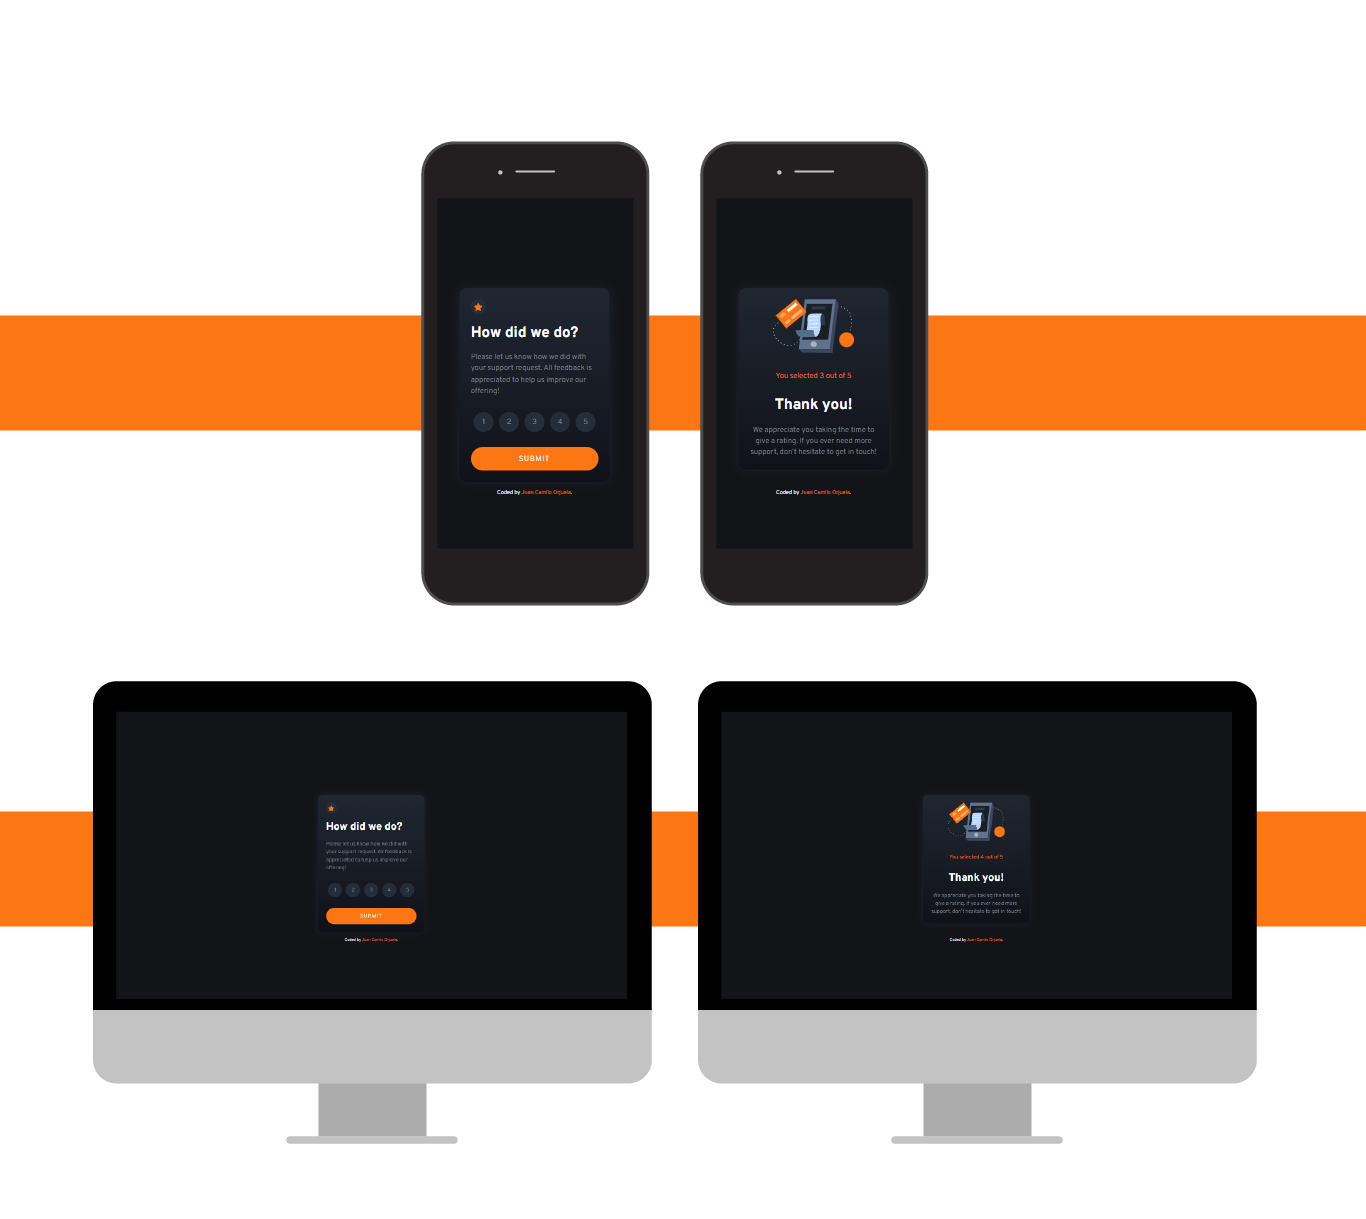 How did we do?
Please let us know how we did with
your support request. All feedback is
appreciated to help us improve our
offering!
1 2 3 4 5
SUBMIT
Coded by Juan Camilo Orjuela.
You selected 3 out of 5
Thank you!
We appreciate you taking the time to
give a rating. If you ever need more
support, don't hesitate to get in touch!
Coded by Juan Camilo Orjuela.
How did we do?
Please let us know how we did with
your support request. All feedback is
appreciated to help us improve our
offering!
1 2 3 4 5
SUBMIT
Coded by Juan Camilo Orjuela.
You selected 4 out of 5
Thank you!
We appreciate you taking the time to
give a rating. If you ever need more
support, don't hesitate to get in touch!
Coded by Juan Camilo Orjuela.